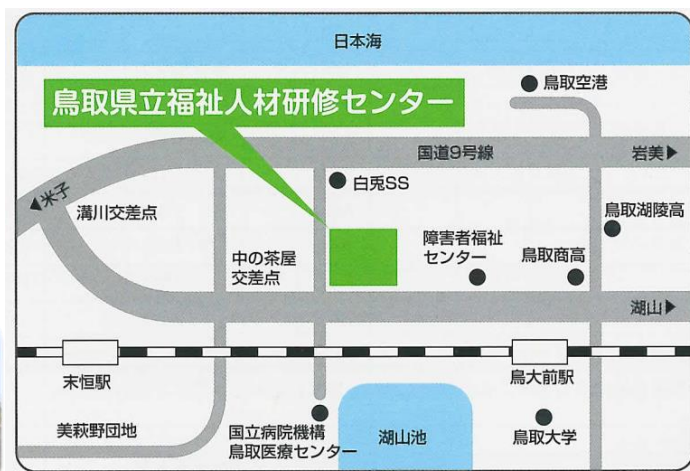 日本海
鳥取空港
鳥取県立福祉人材研修センター
国道9号線
岩美▶
白兎SS
◀米子
溝川交差点
鳥取湖陵高
中の茶屋
交差点
障害者福祉
センター
鳥取商高
湖山▶
末恒駅
鳥大前駅
美萩野団地
国立病院機構
鳥取医療センター
湖山池
鳥取大学